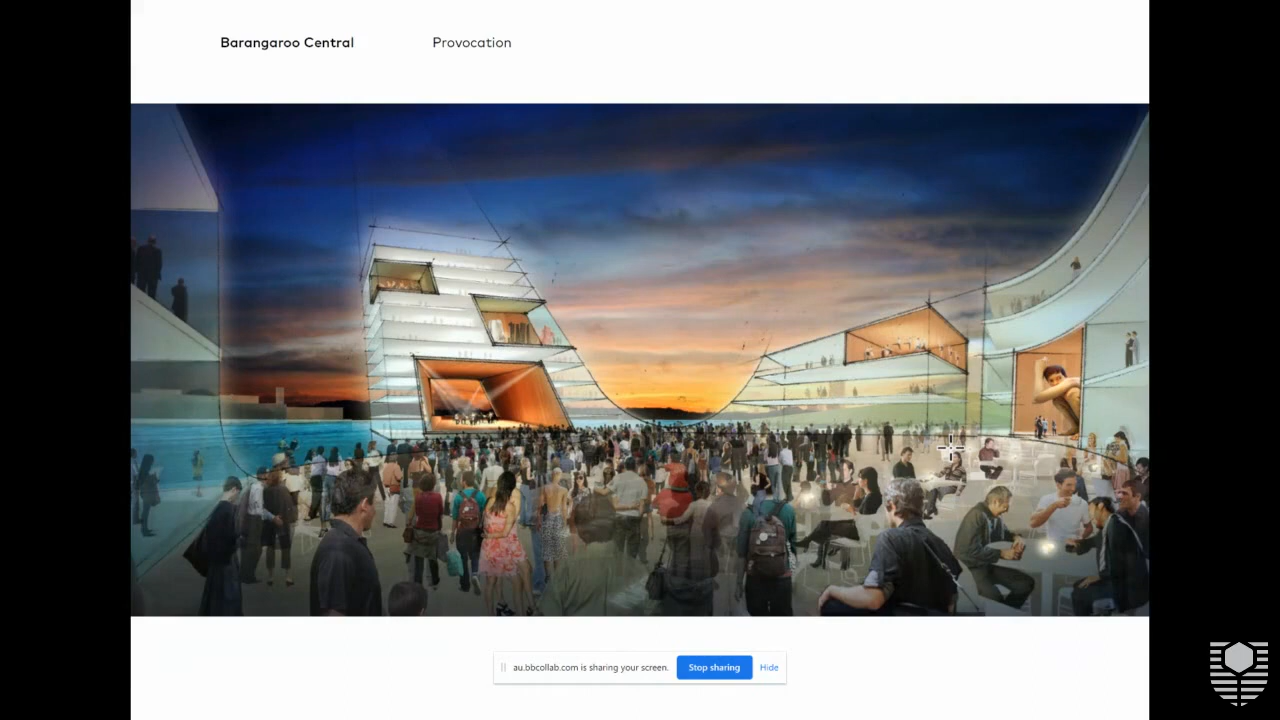 Barangaroo Central
Provocation
au.bbcollab.com is sharing your screen.
Stop sharing
Hide